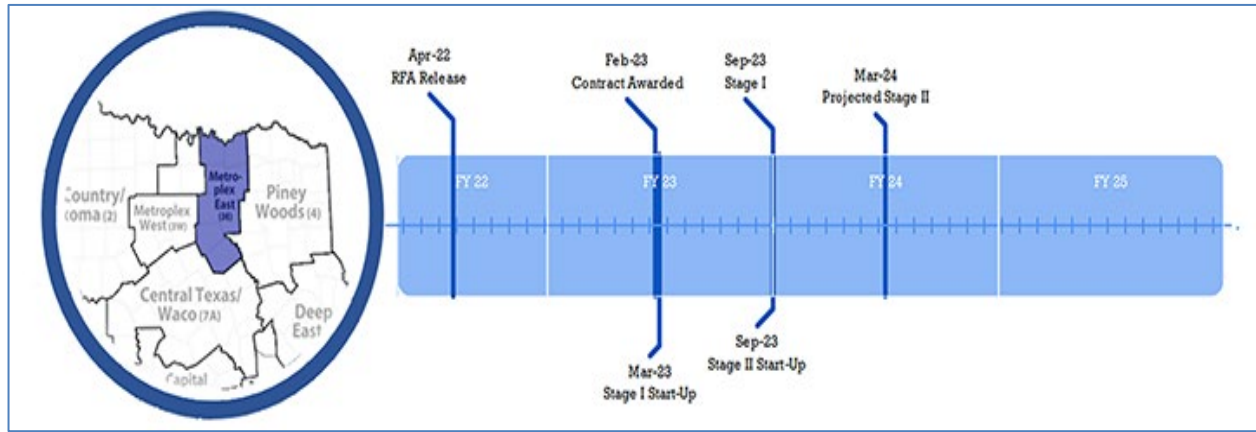 Country/
oma (2)
Metroplex
West (3W)
Metro-
plex
East
(3E)
Piney
Woods (4)
Central Texas/
Waco (7A)
Deep
East
Capital
Apr-22
RFA Release
Feb-23
Contract Awarded
Sep-23
Stage I
Mar-24
Projected Stage II
FY 22
FY 23
FY 24
FY 25
Mar-23
Stage I Start-Up
Sep-23
Stage II Start-Up